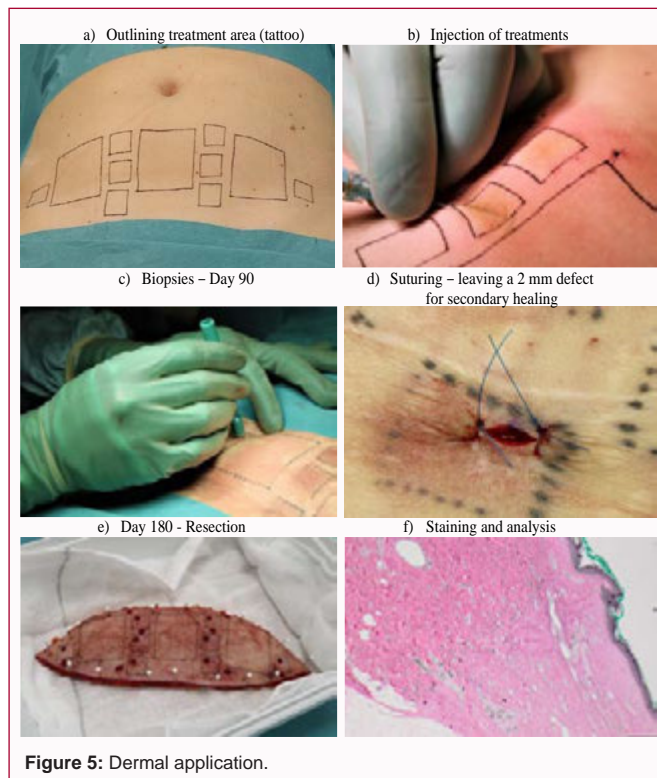 a) Outlining treatment area (tattoo)
b) Injection of treatments
c) Biopsies – Day 90
d) Suturing – leaving a 2 mm defect
for secondary healing
e) Day 180 - Resection
f) Staining and analysis
Figure 5: Dermal application.